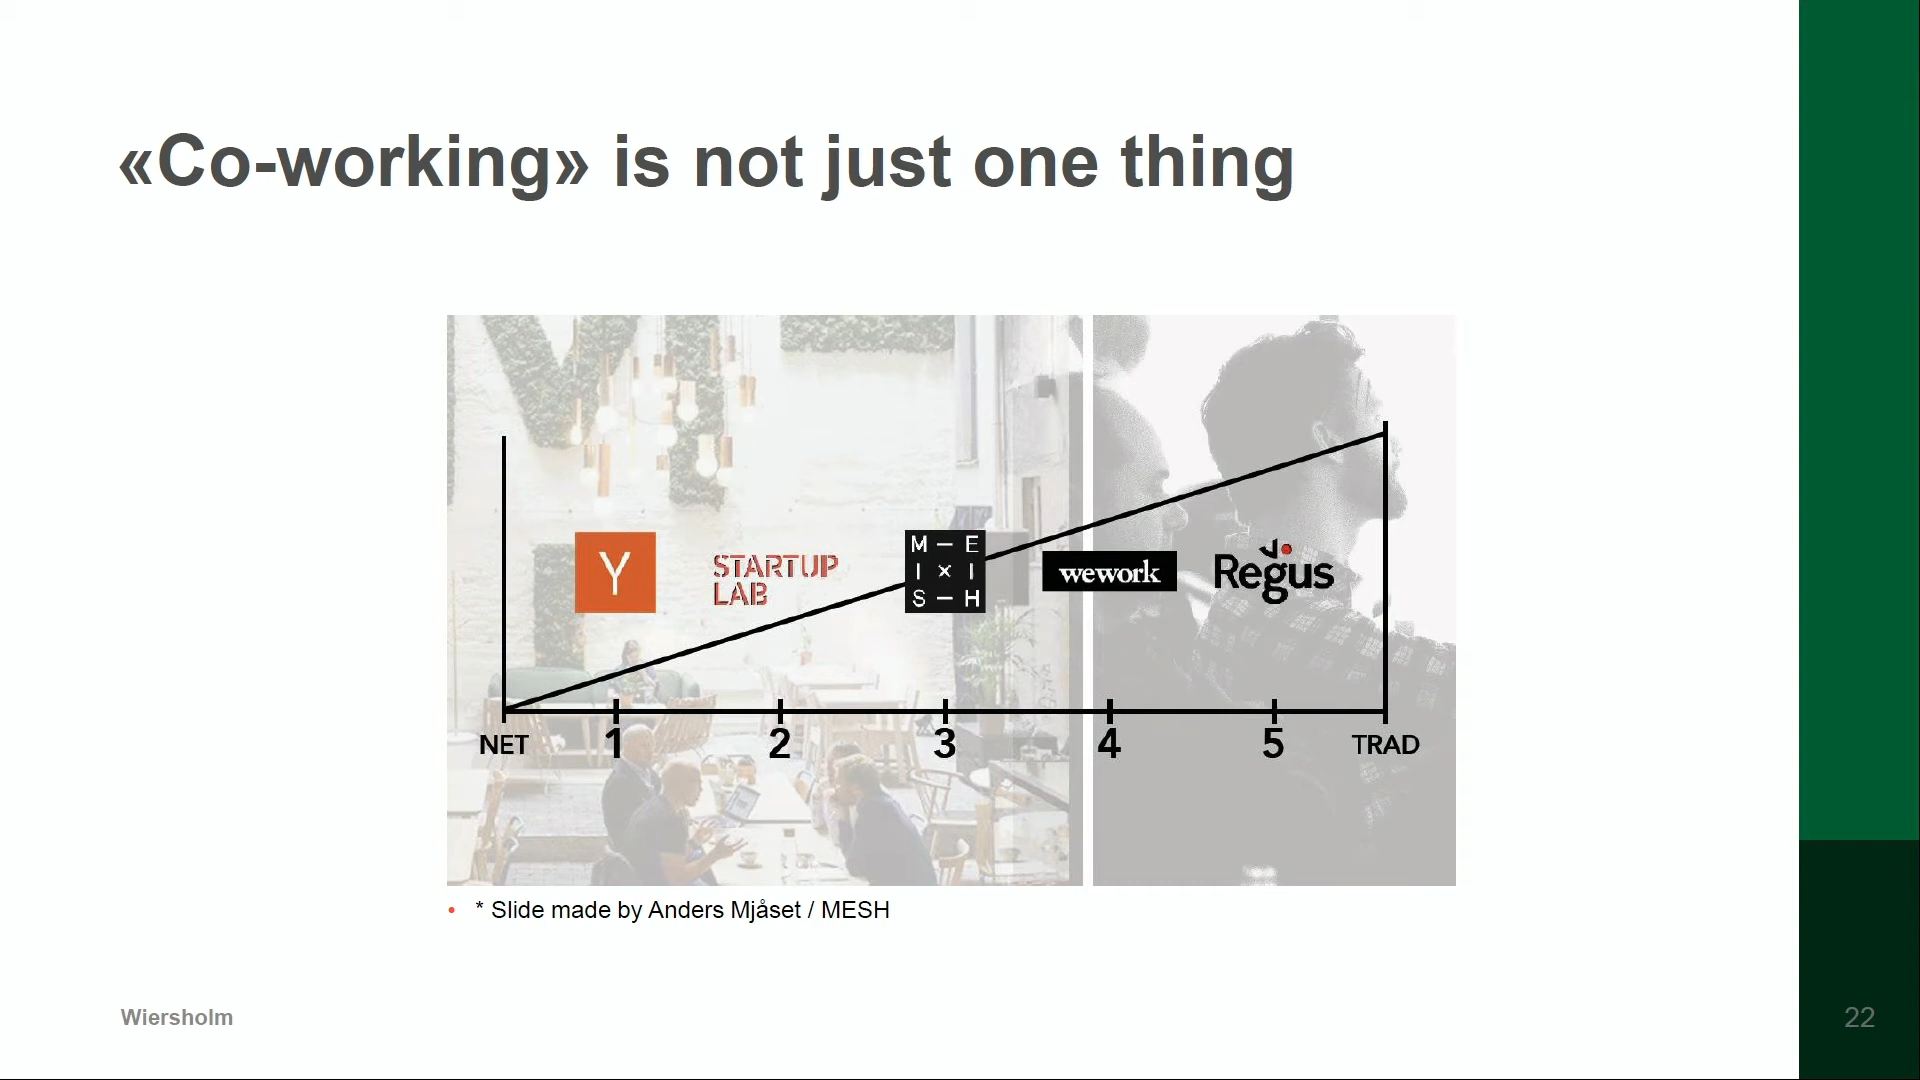 «Co-working» is not just one thing
Y
STARTUP
LAB
M – E
I × I
S – H
wework
Regus
NET 1 2 3 4 5 TRAD
• * Slide made by Anders Mjåset / MESH
Wiersholm
22